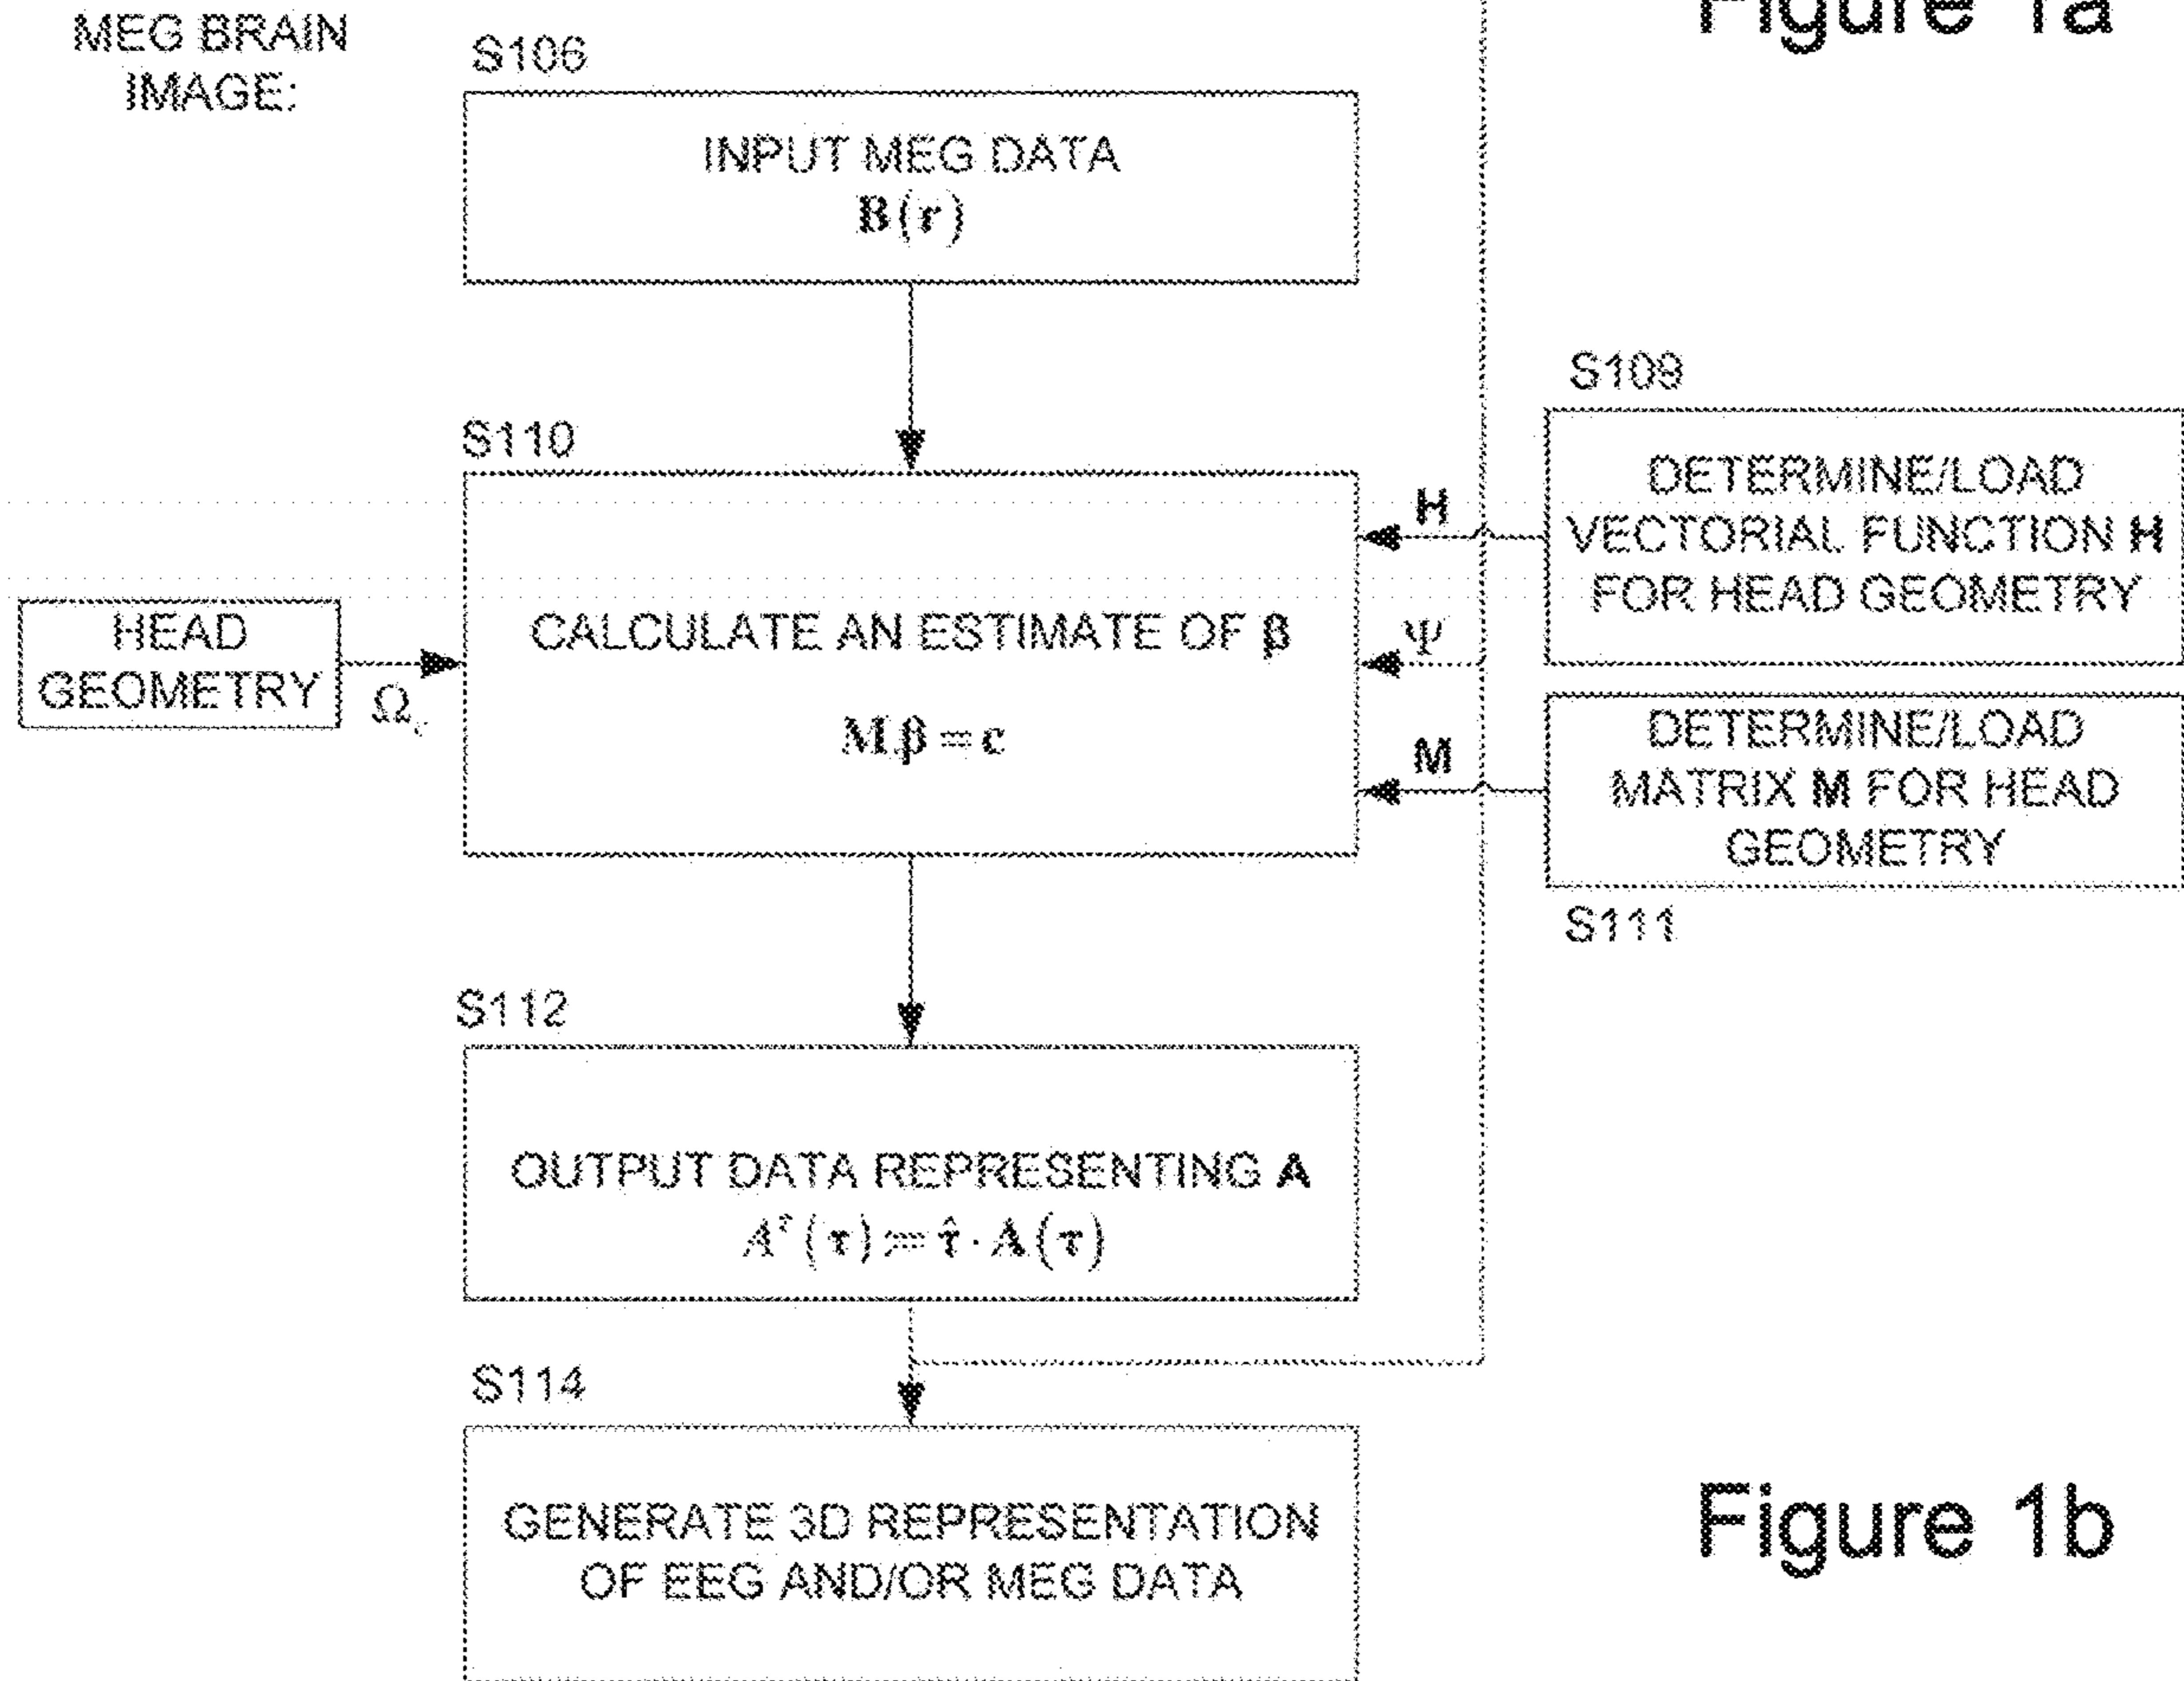 Figure 1a
MEG BRAIN
IMAGE:
S106
INPUT MEG DATA
B(r)
S109
DETERMINE/LOAD
VECTORIAL FUNCTION H
FOR HEAD GEOMETRY
S110
H
CALCULATE AN ESTIMATE OF β
Ψ
HEAD
GEOMETRY
Ω
M β = c
M
DETERMINE/LOAD
MATRIX M FOR HEAD
GEOMETRY
S111
S112
OUTPUT DATA REPRESENTING A
A^τ(τ) := τ̂ · A(τ)
S114
GENERATE 3D REPRESENTATION
OF EEG AND/OR MEG DATA
Figure 1b